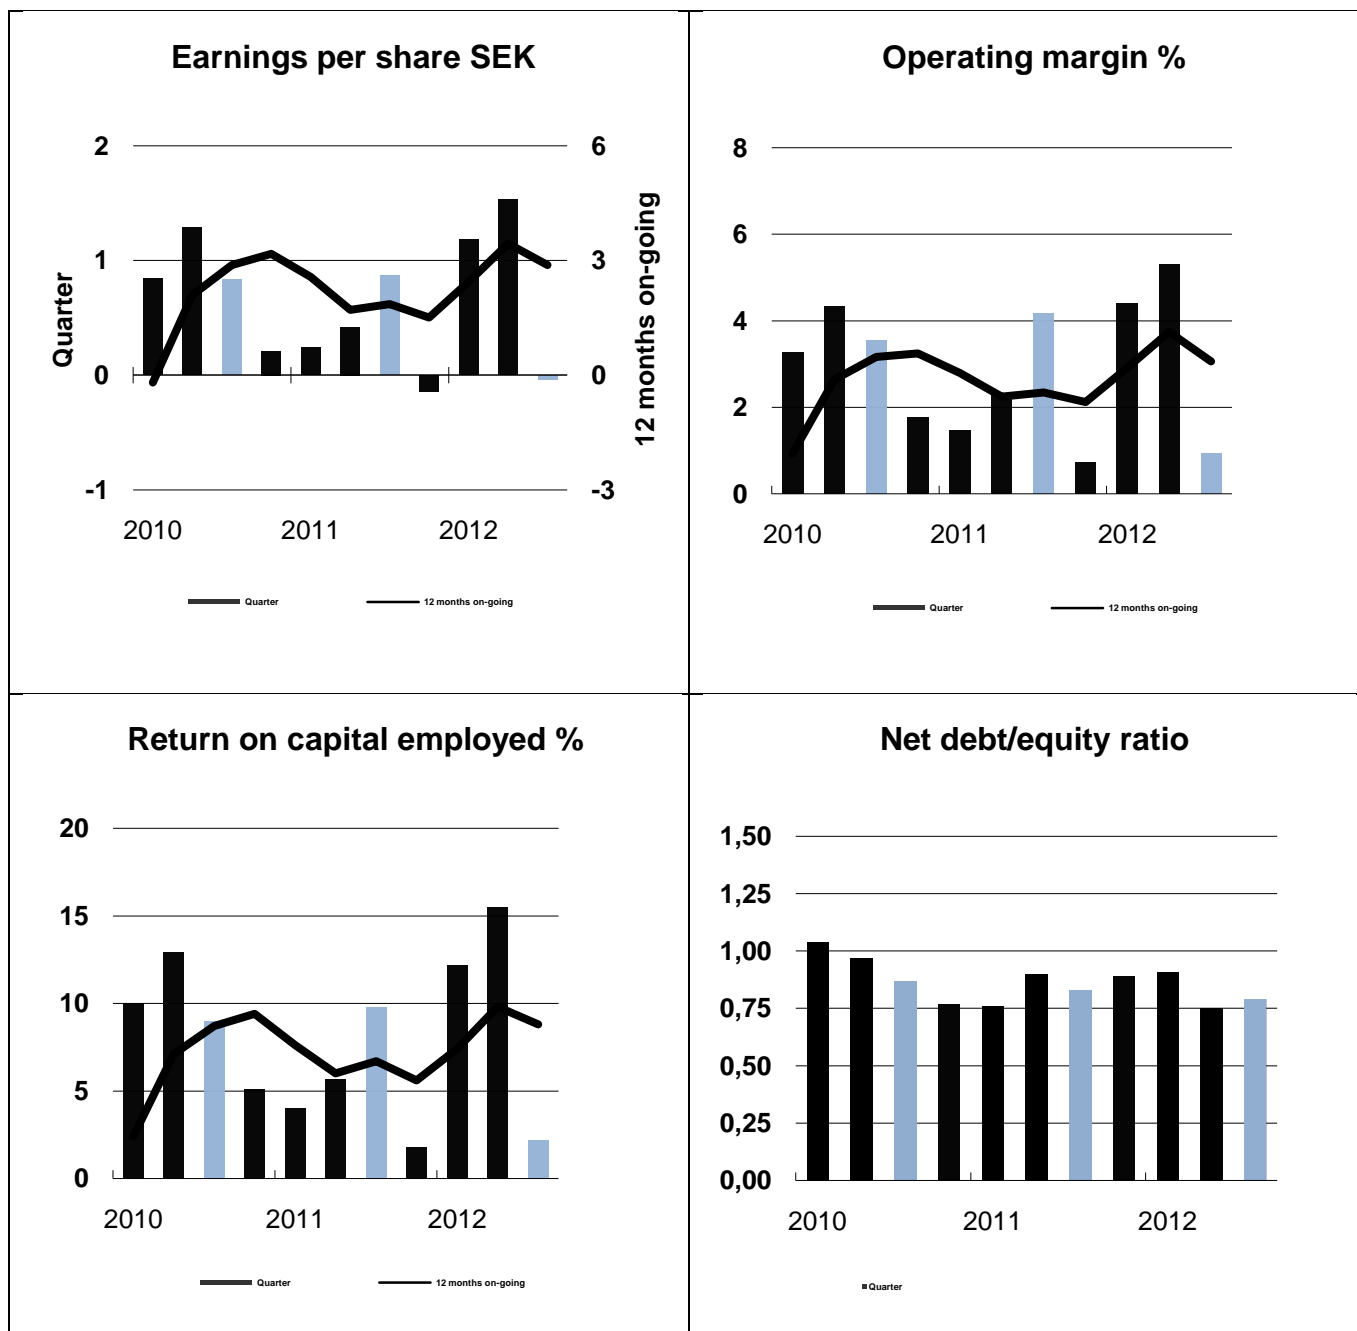 Earnings per share SEK
2
1
0
-1
6
3
0
-3
Quarter
12 months on-going
2010 2011 2012
Quarter 12 months on-going
Operating margin %
8
6
4
2
0
2010 2011 2012
Quarter 12 months on-going
Return on capital employed %
20
15
10
5
0
2010 2011 2012
Quarter 12 months on-going
Net debt/equity ratio
1,50
1,25
1,00
0,75
0,50
0,25
0,00
2010 2011 2012
Quarter